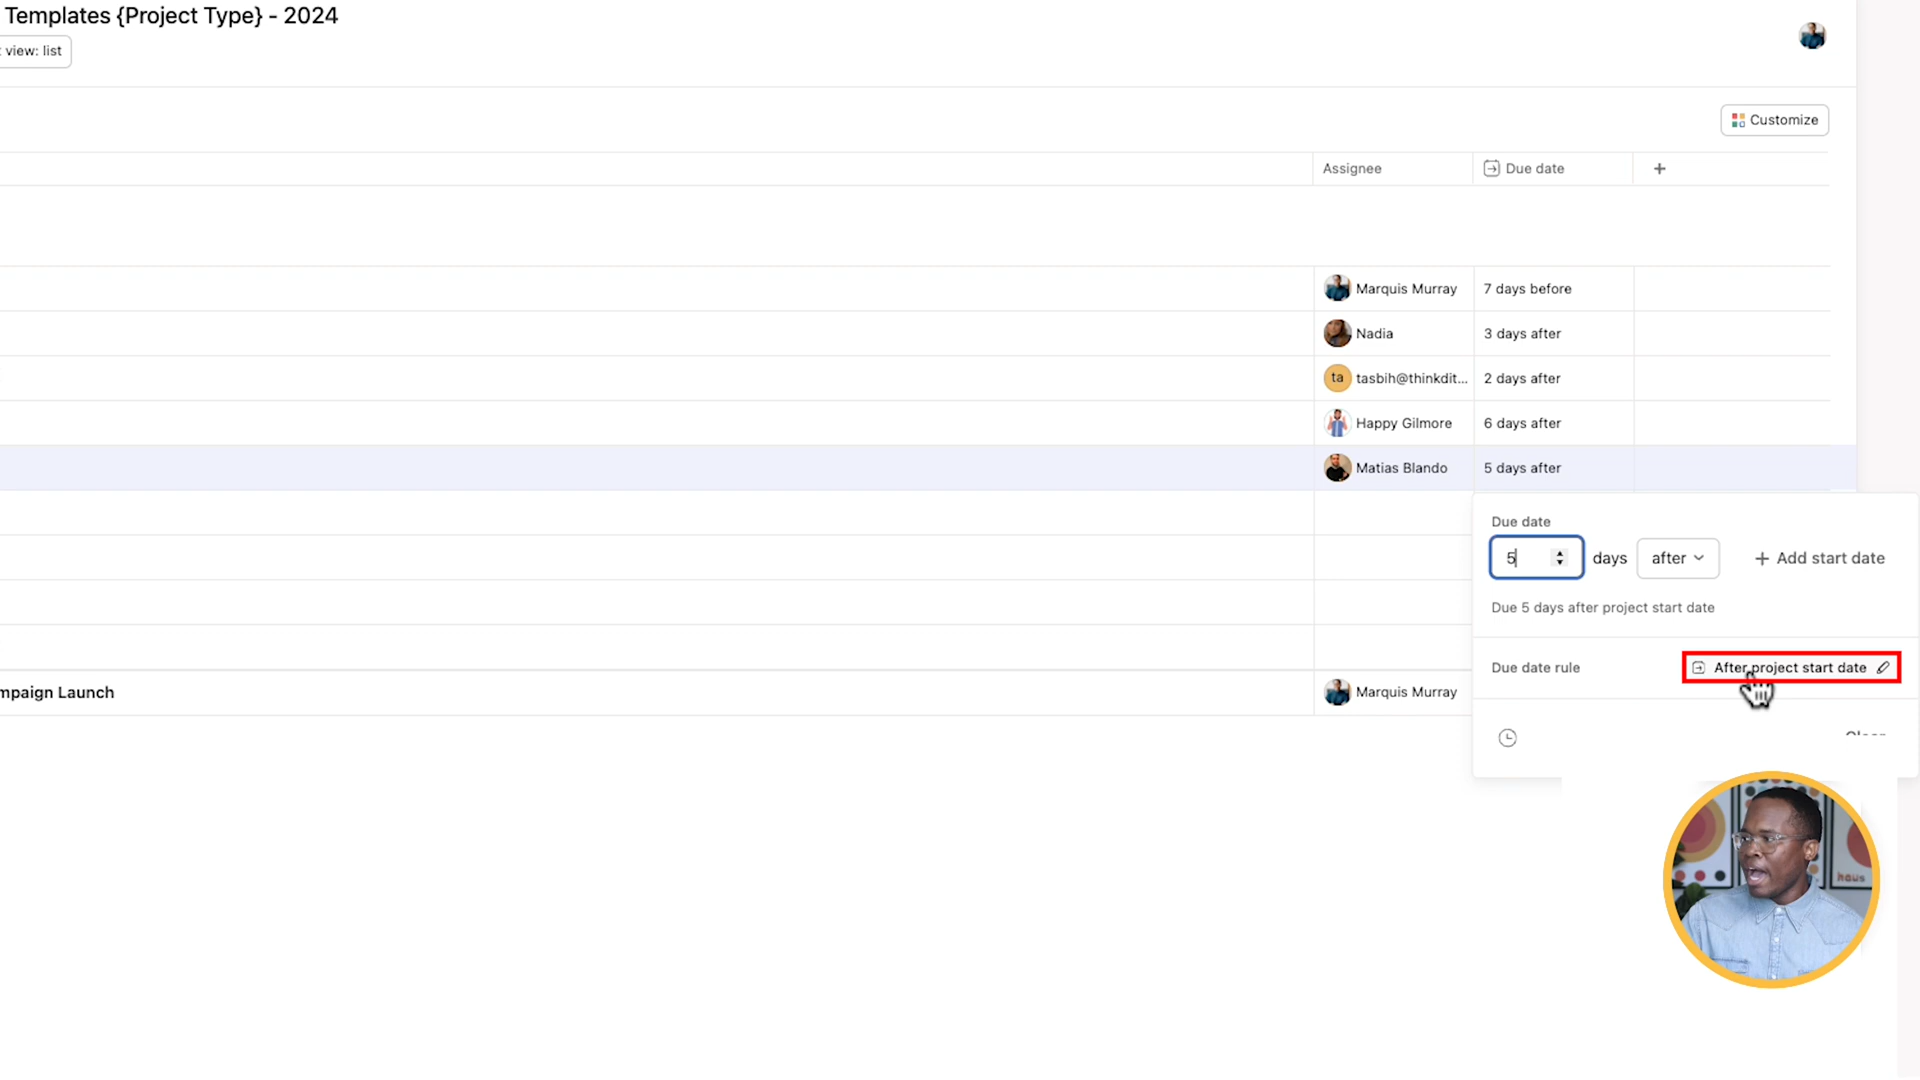 Templates {Project Type} - 2024
view: list
Customize
Assignee
Due date
+
Marquis Murray
7 days before
Nadia
3 days after
ta
tasbih@thinkdit...
2 days after
Happy Gilmore
6 days after
Matias Blando
5 days after
Due date
5
days
after
+ Add start date
Due 5 days after project start date
Due date rule
After project start date
mpaign Launch
Marquis Murray
haus